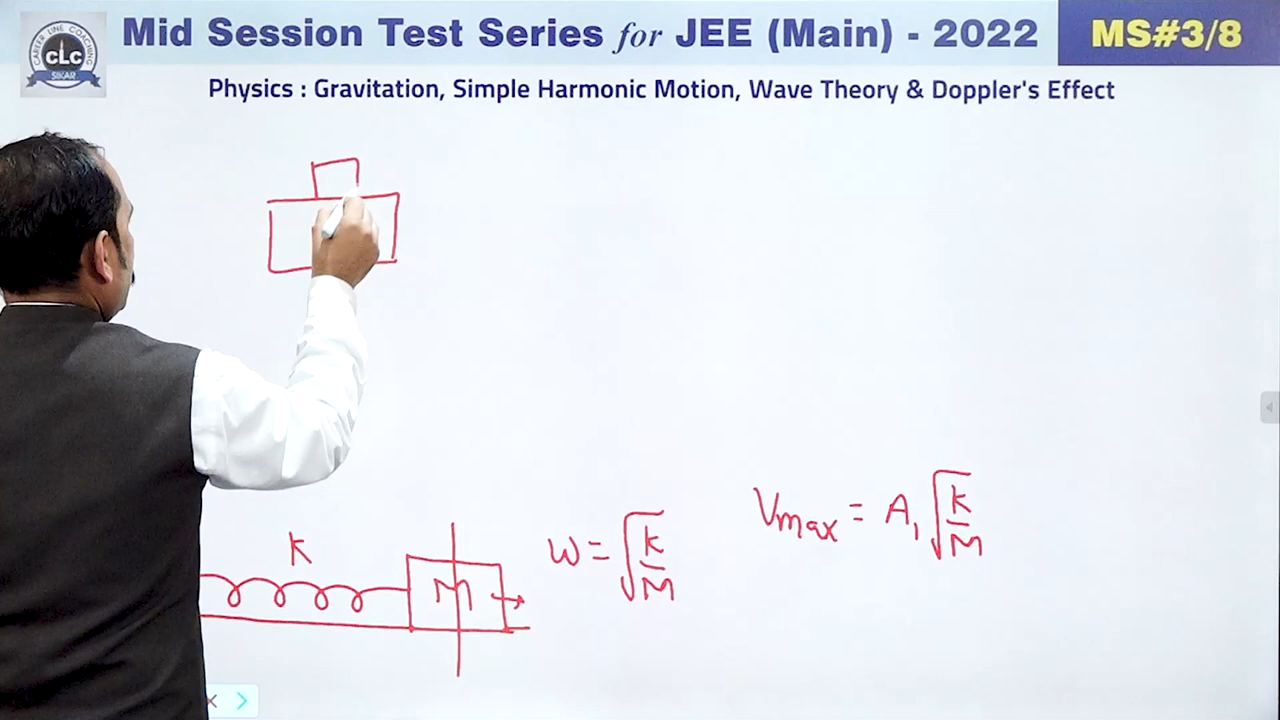 CAREER LINE COACHING
CLC
SIKAR
Mid Session Test Series for JEE (Main) - 2022
MS#3/8
Physics : Gravitation, Simple Harmonic Motion, Wave Theory & Doppler's Effect
K
M
ω = √(K/M)
Vmax = A₁ √(K/M)